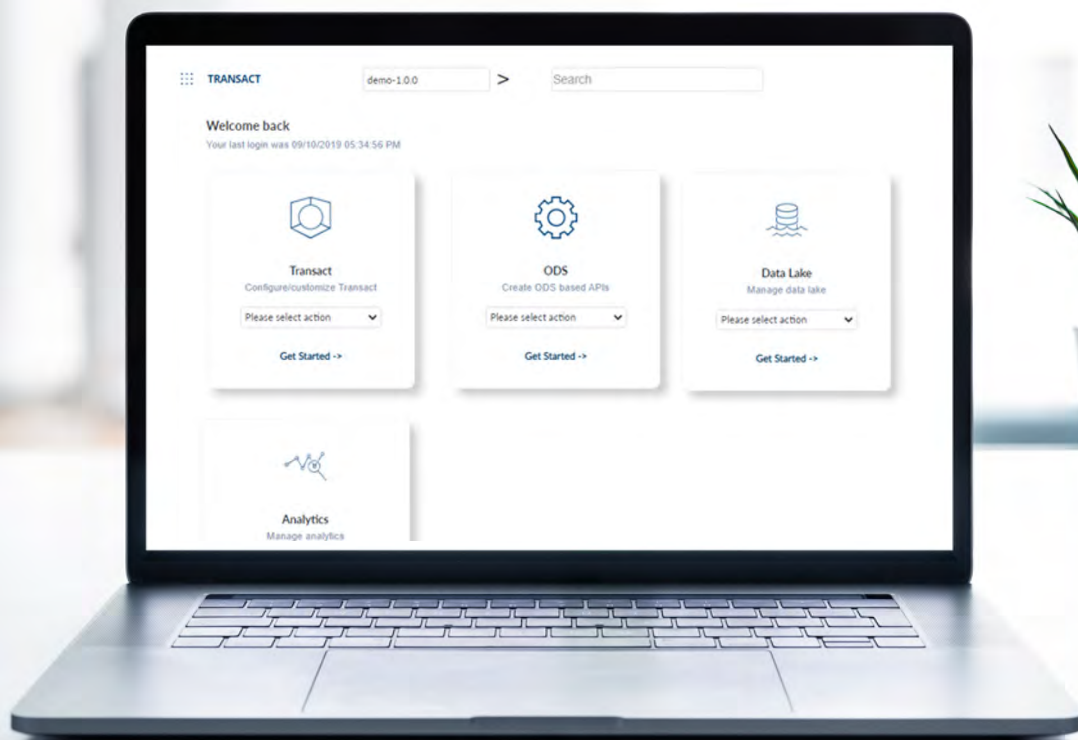 TRANSACT
demo-1.0.0
>
Search
Welcome back
Your last login was 09/10/2019 05:34:56 PM
Transact
Configure/customize Transact
Please select action
Get Started ->
ODS
Create ODS based APIs
Please select action
Get Started ->
Data Lake
Manage data lake
Please select action
Get Started ->
Analytics
Manage analytics